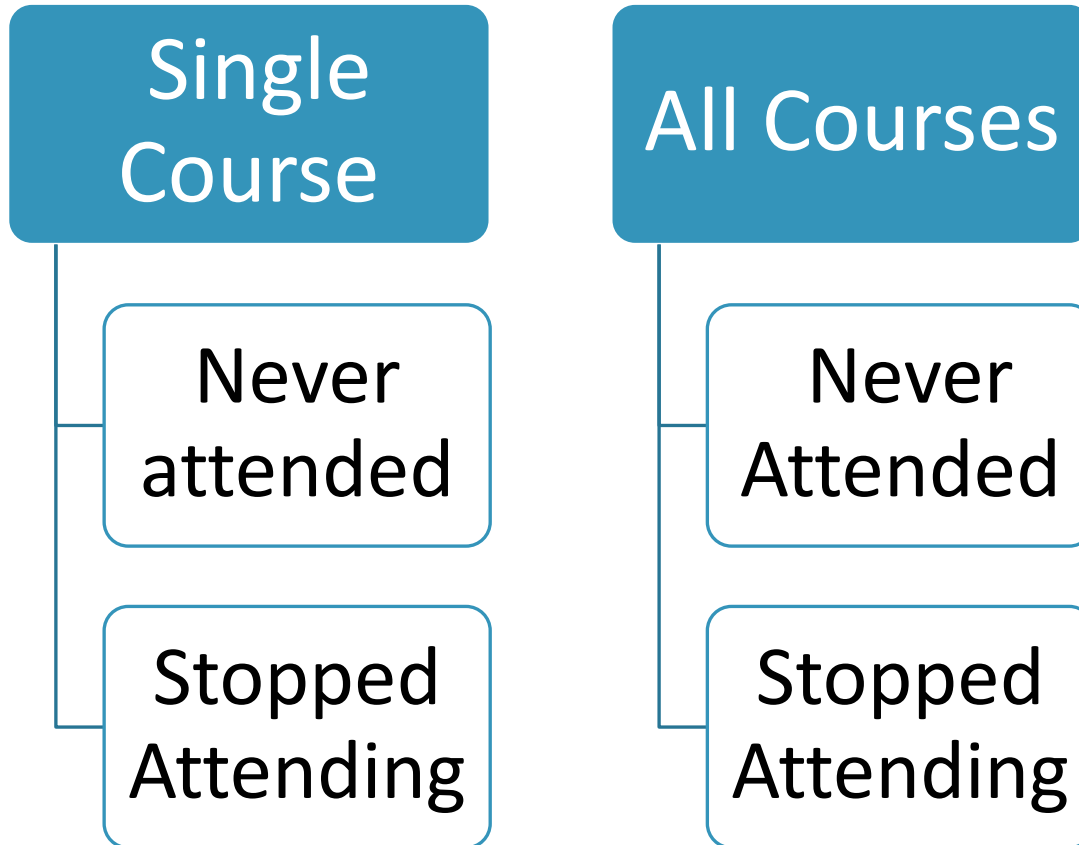 Single
Course
Never
attended
Stopped
Attending
All Courses
Never
Attended
Stopped
Attending